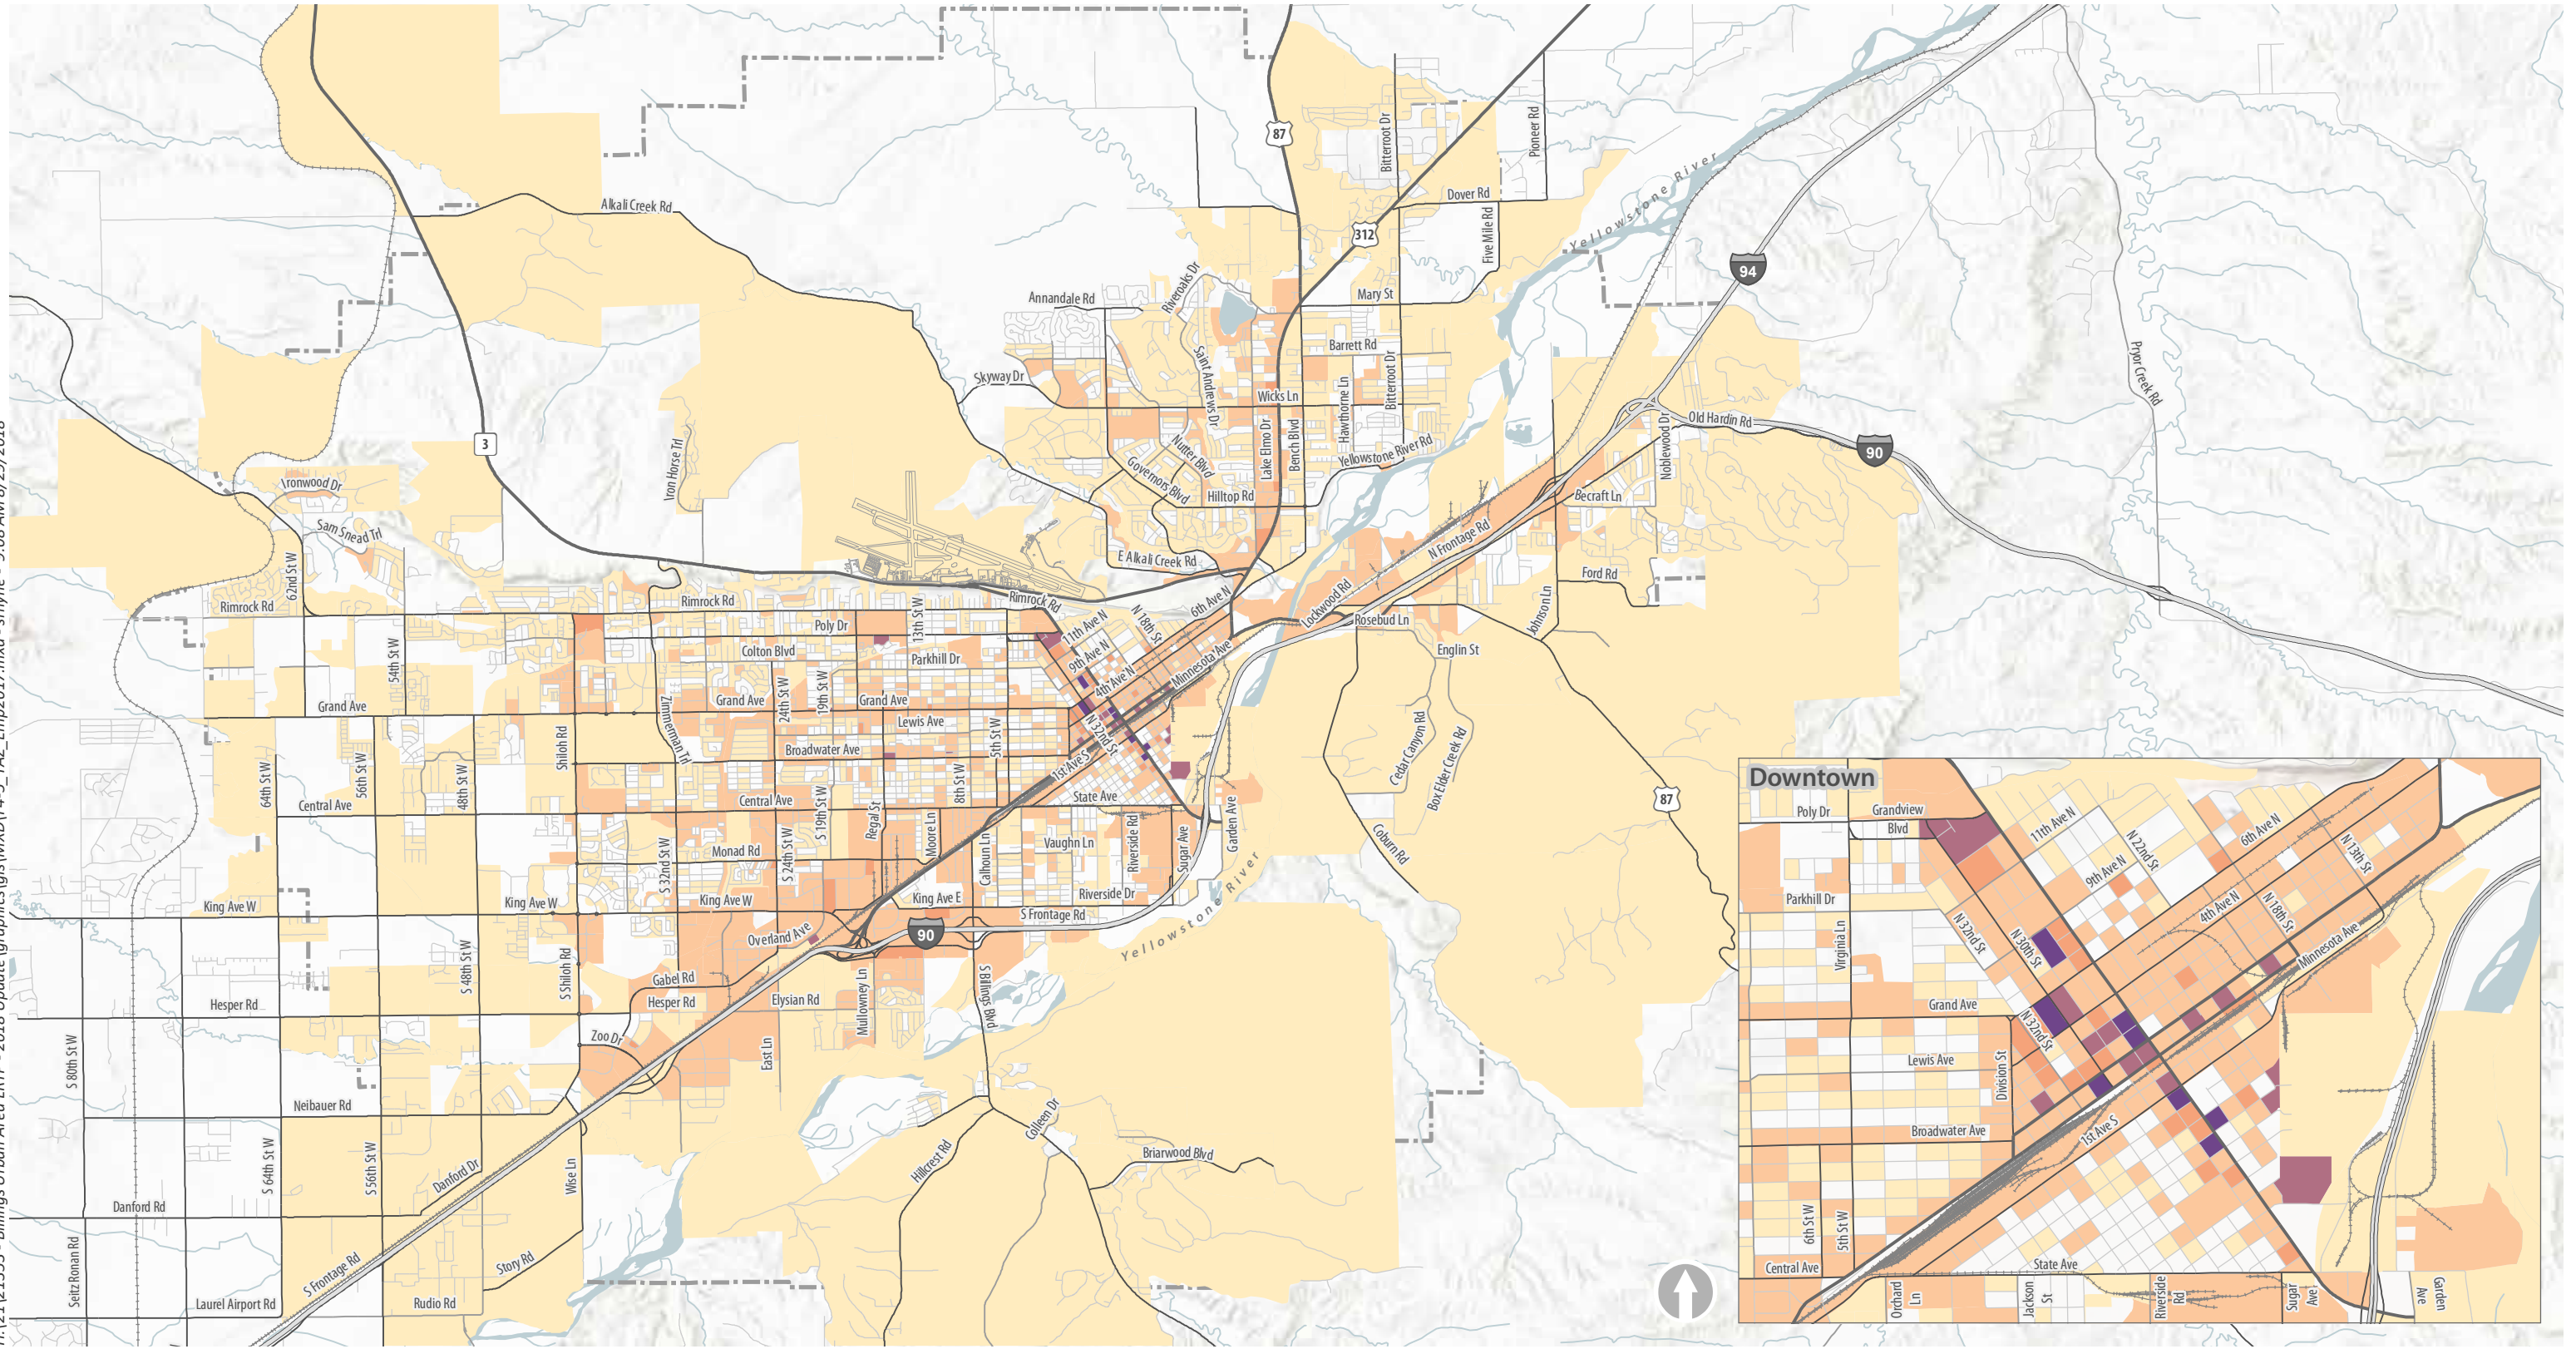 87
Bitterroot Dr
Pioneer Rd
Yellowstone River
Dover Rd
Alkali Creek Rd
312
Five Mile Rd
94
Riveroaks Dr
Annandale Rd
Mary St
Barrett Rd
Saint Andrews Dr
Bitterroot Dr
Pryor Creek Rd
Skyway Dr
Wicks Ln
Hawthorne Ln
Old Hardin Rd
Noblewood Dr
3
Iron Horse Trl
Nutter Blvd
Lake Elmo Dr
Bench Blvd
Yellowstone River Rd
90
Governors Blvd
Ironwood Dr
Hilltop Rd
Becraft Ln
Sam Snead Trl
N Frontage Rd
E Alkali Creek Rd
62nd St W
Ford Rd
Rimrock Rd
Rimrock Rd
Rimrock Rd
6th Ave N
Lockwood Rd
Johnson Ln
Poly Dr
13th St W
11th Ave N
N 18th St
Rosebud Ln
54th St W
Colton Blvd
Parkhill Dr
9th Ave N
Minnesota Ave
Englin St
4th Ave N
Grand Ave
Zimmerman Trl
Grand Ave
24th St W
19th St W
Grand Ave
Lewis Ave
5th St W
N 32nd St
Shiloh Rd
Broadwater Ave
Cedar Canyon Rd
Box Elder Creek Rd
64th St W
56th St W
48th St W
8th St W
1st Ave S
Central Ave
Central Ave
S 19th St W
State Ave
87
Regal St
Moore Ln
Calhoun Ln
Vaughn Ln
Riverside Rd
Sugar Ave
Garden Ave
Coburn Rd
Monad Rd
S 32nd St W
S 24th St W
King Ave W
King Ave W
King Ave W
King Ave E
Riverside Dr
S Frontage Rd
Overland Ave
90
Yellowstone River
S 48th St W
S Shiloh Rd
Gabel Rd
Hesper Rd
Hesper Rd
Elysian Rd
Mullowney Ln
S Billings Blvd
Zoo Dr
S 80th St W
East Ln
Neibauer Rd
Colleen Dr
Hillcrest Rd
Briarwood Blvd
S 64th St W
S 56th St W
Danford Dr
Wise Ln
Danford Rd
Seitz Ronan Rd
S Frontage Rd
Story Rd
Laurel Airport Rd
Rudio Rd
Downtown
Poly Dr
Grandview
Blvd
11th Ave N
N 22nd St
6th Ave N
N 13th St
9th Ave N
Parkhill Dr
4th Ave N
N 18th St
N 32nd St
N 30th St
Virginia Ln
Minnesota Ave
Grand Ave
N 32nd St
Lewis Ave
Division St
Broadwater Ave
1st Ave S
6th St W
5th St W
Central Ave
State Ave
Orchard
Ln
Jackson
St
Riverside
Rd
Sugar
Ave
Garden
Ave